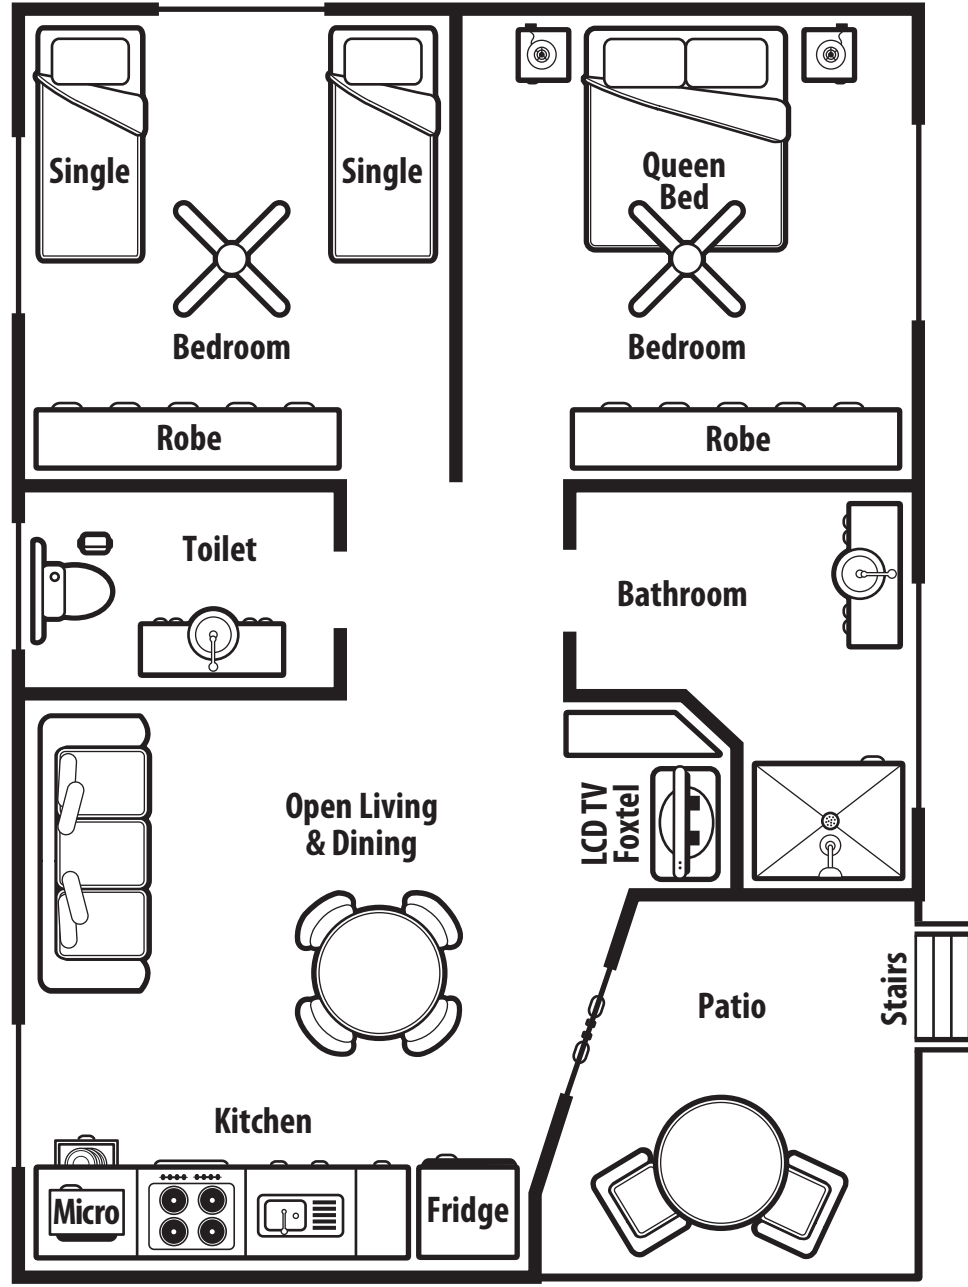 Single
Single
Queen
Bed
Bedroom
Bedroom
Robe
Robe
Toilet
Bathroom
Open Living
& Dining
LCD TV
Foxtel
Patio
Stairs
Kitchen
Micro
Fridge